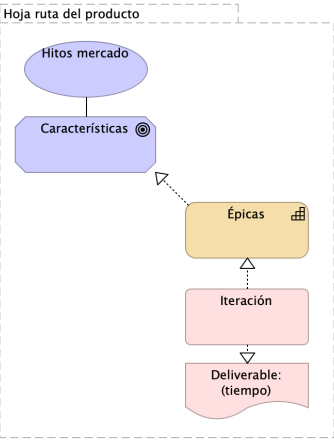 Hoja ruta del producto
Hitos mercado
Características
Épicas
Iteración
Deliverable:
(tiempo)